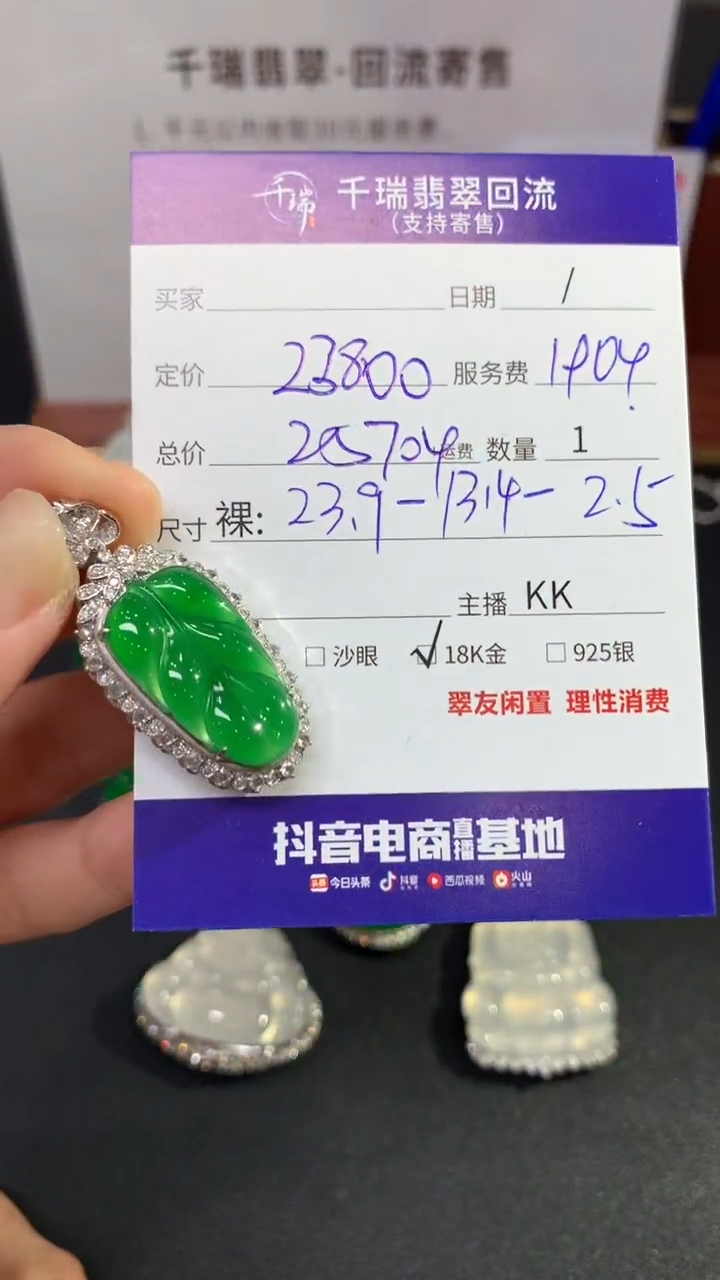 千瑞翡翠-回流寄售
千瑞 千瑞翡翠回流
(支持寄售)
买家 日期 /
定价 23800 服务费 1904
总价 25704 运费 数量 1
尺寸 裸: 23.9-13.4-2.5
主播 KK
沙眼 ✓ 18K金 925银
翠友闲置 理性消费
抖音电商直播基地
头条 今日头条 抖音 西瓜视频 火山